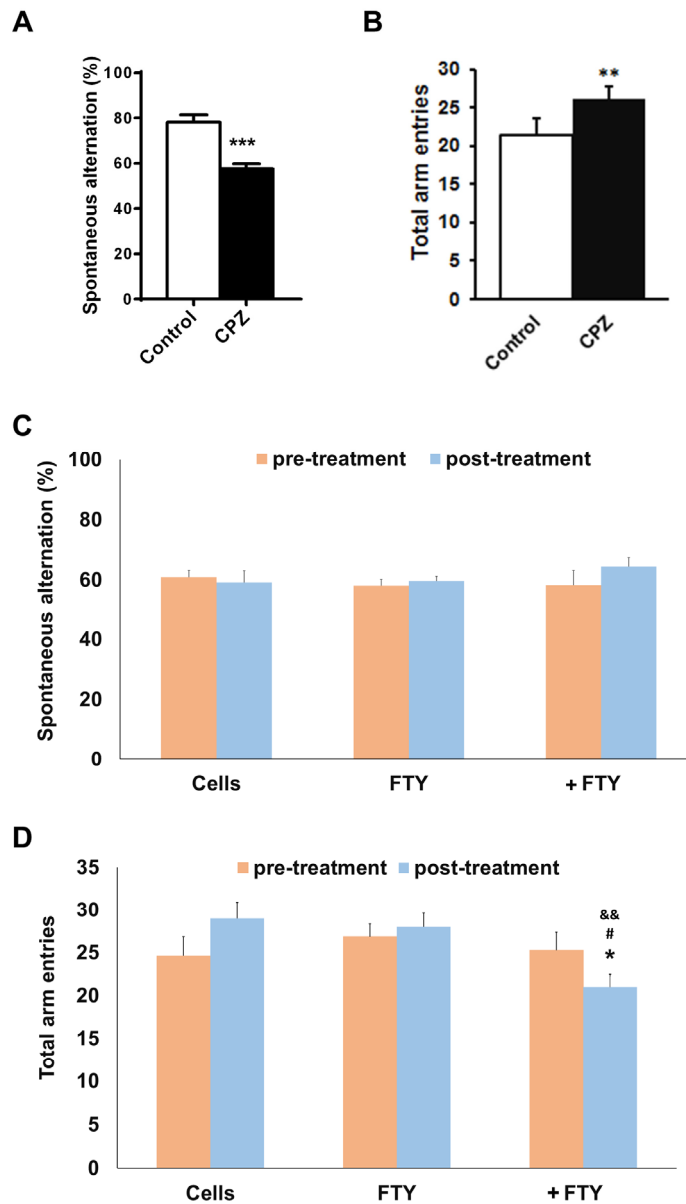 A
Spontaneous alternation (%)
100
80
60
40
20
0
***
Control
CPZ
B
Total arm entries
30
25
20
15
10
5
0
**
Control
CPZ
C
pre-treatment post-treatment
Spontaneous alternation (%)
100
80
60
40
20
0
Cells FTY + FTY
D
pre-treatment post-treatment
Total arm entries
35
30
25
20
15
10
5
0
&&
#
*
Cells FTY + FTY